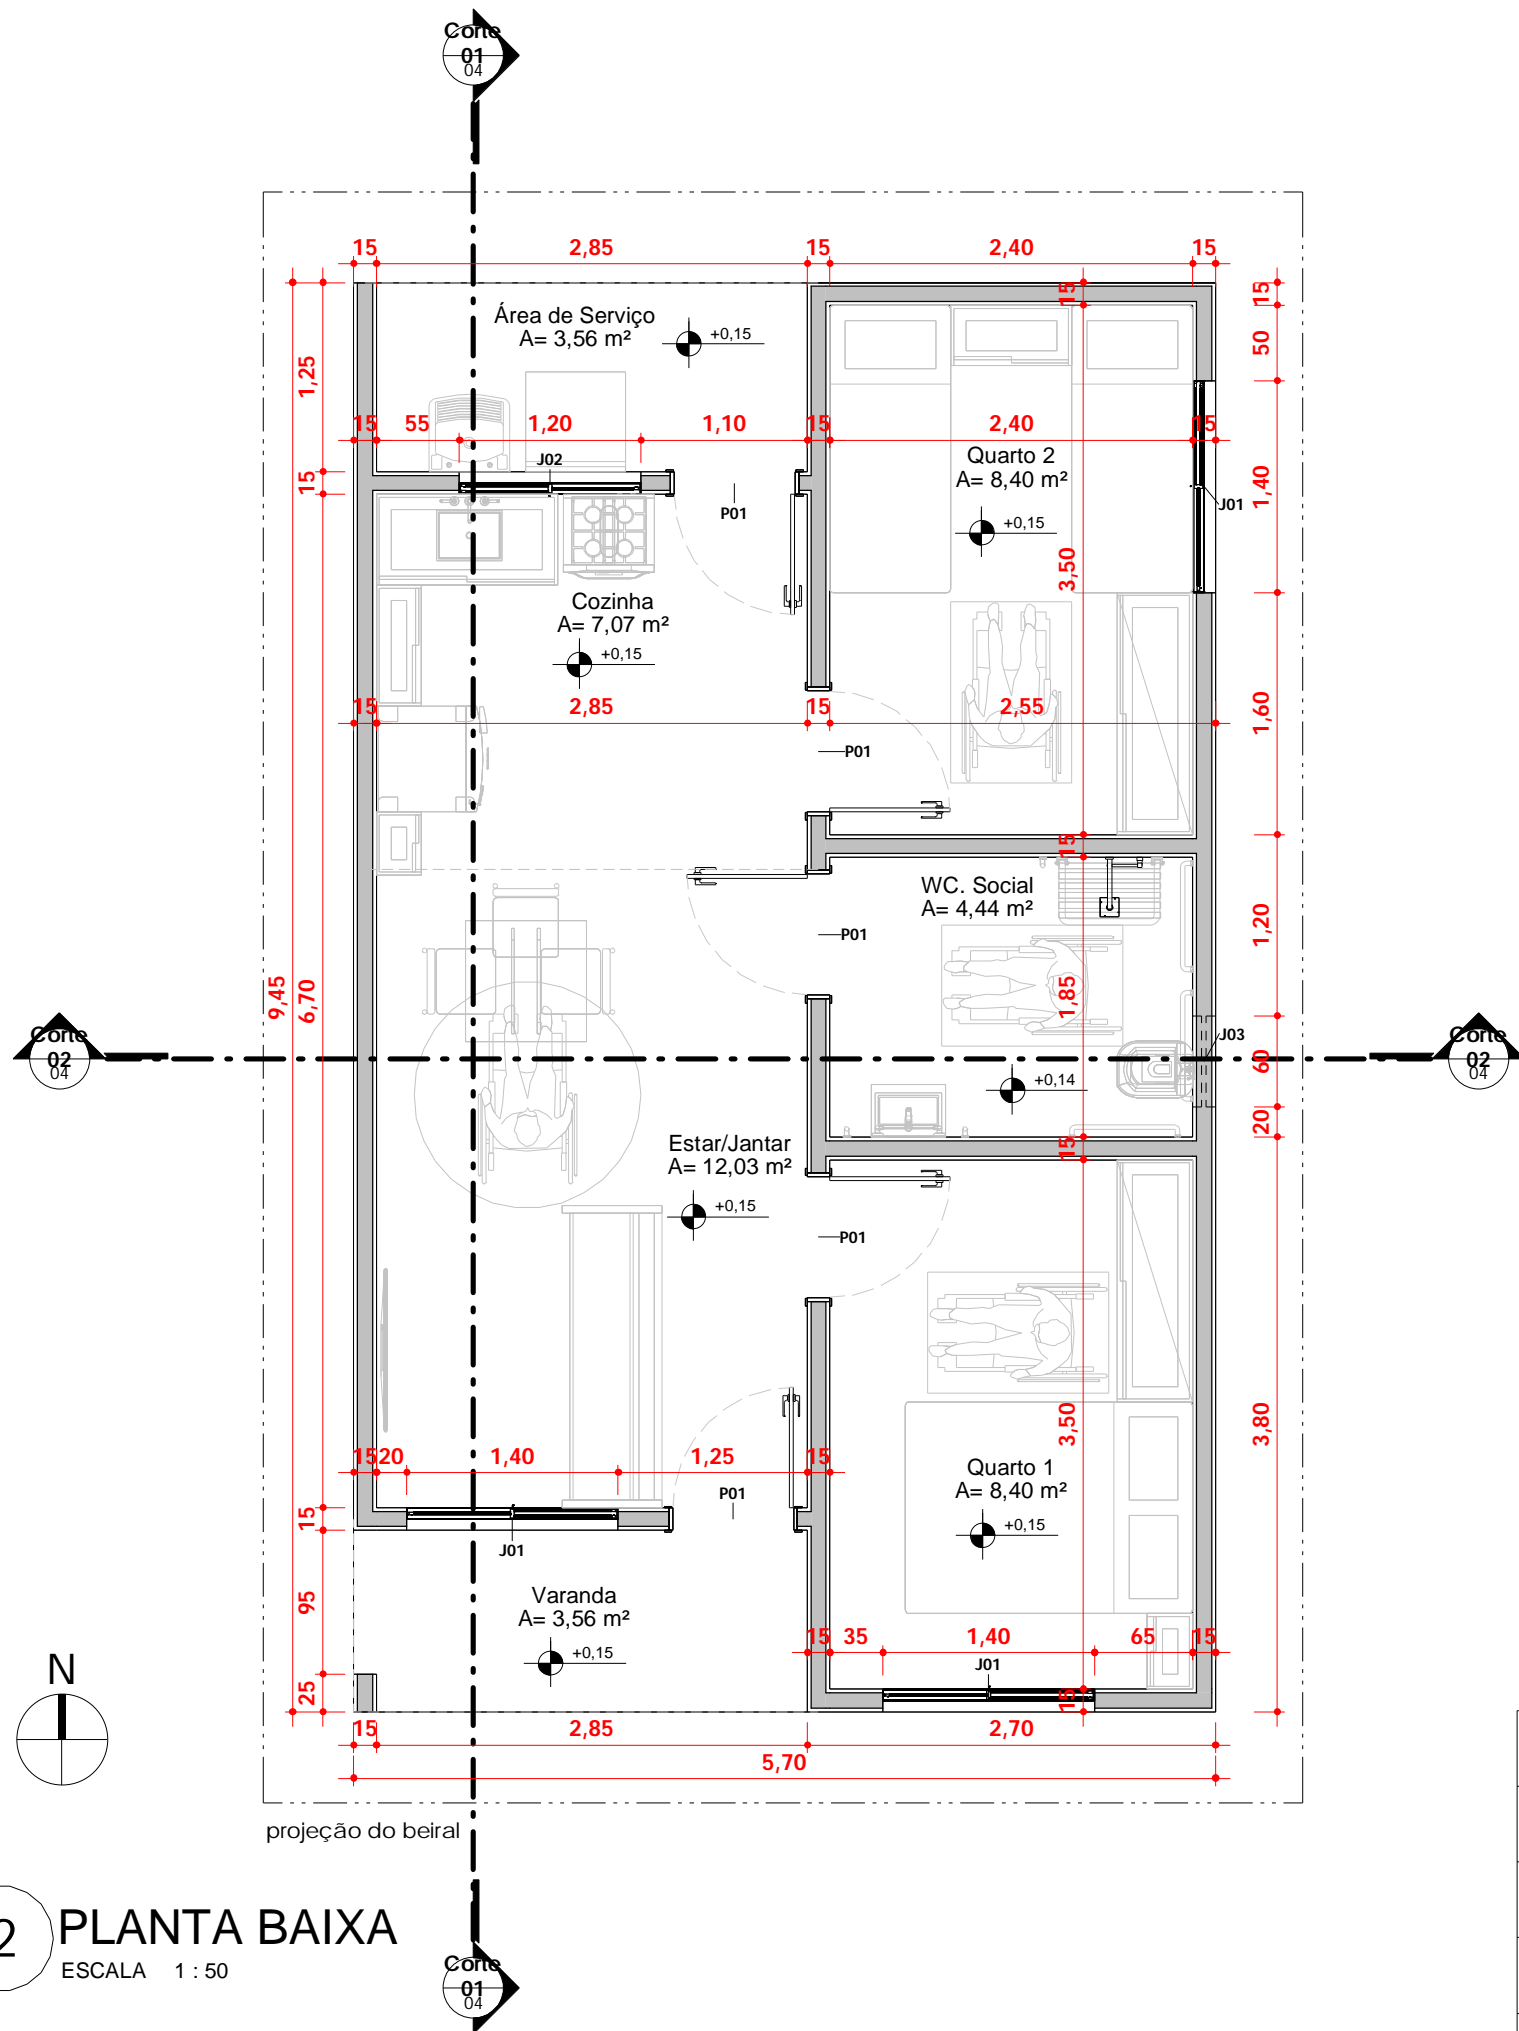 Corte
01
04
15
2,85
15
2,40
15
Área de Serviço
A= 3,56 m²
+0,15
15
15
50
1,25
15
55
1,20
1,10
15
2,40
15
J02
Quarto 2
A= 8,40 m²
15
P01
J01
1,40
+0,15
3,50
Cozinha
A= 7,07 m²
+0,15
15
2,85
15
2,55
1,60
P01
15
WC. Social
A= 4,44 m²
1,20
P01
9,45
6,70
1,85
Corte
02
04
J03
60
Corte
02
04
+0,14
20
Estar/Jantar
A= 12,03 m²
15
+0,15
P01
3,50
3,80
15
20
1,40
1,25
15
Quarto 1
A= 8,40 m²
P01
15
+0,15
J01
95
Varanda
A= 3,56 m²
15
35
1,40
65
15
+0,15
J01
N
25
15
15
2,85
2,70
5,70
projeção do beiral
2
PLANTA BAIXA
ESCALA 1 : 50
Corte
01
04